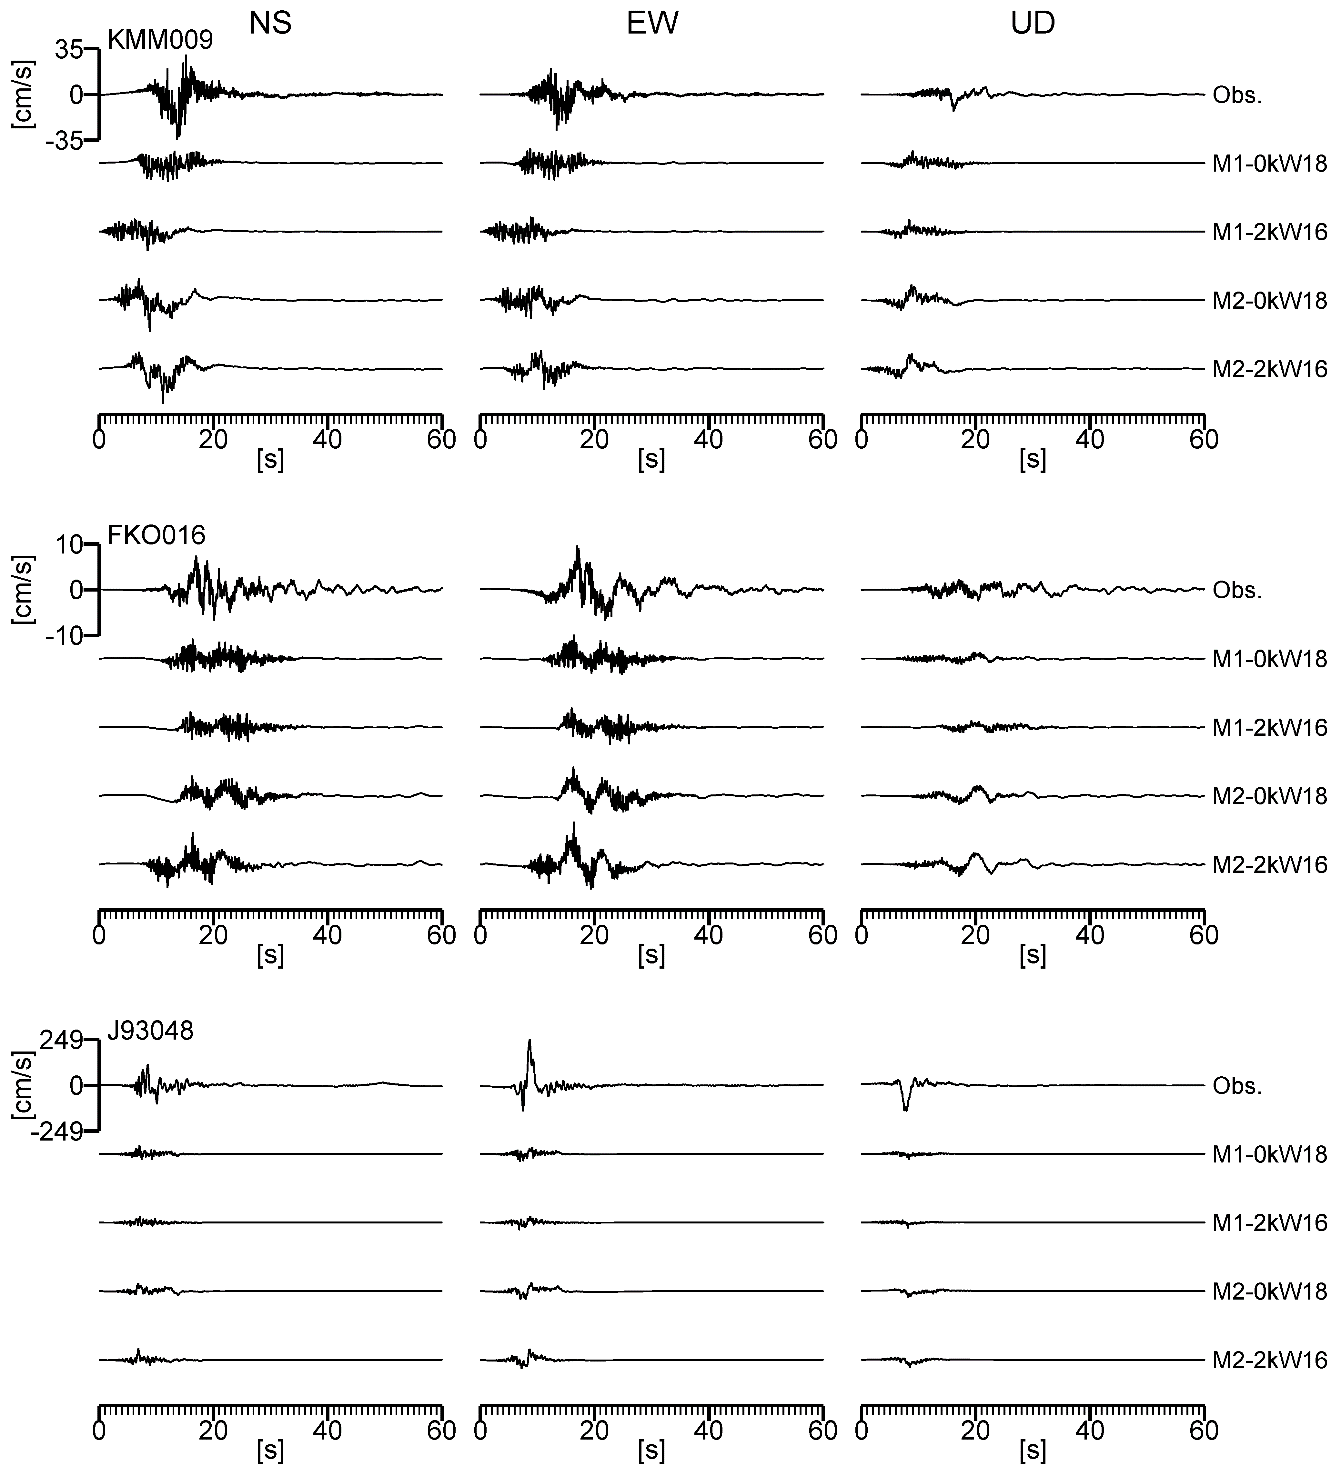 NS EW UD
KMM009
35
0
-35
[cm/s]
Obs.
M1-0kW18
M1-2kW16
M2-0kW18
M2-2kW16
0 20 40 60 0 20 40 60 0 20 40 60
[s] [s] [s]
FKO016
10
0
-10
[cm/s]
Obs.
M1-0kW18
M1-2kW16
M2-0kW18
M2-2kW16
0 20 40 60 0 20 40 60 0 20 40 60
[s] [s] [s]
J93048
249
0
-249
[cm/s]
Obs.
M1-0kW18
M1-2kW16
M2-0kW18
M2-2kW16
0 20 40 60 0 20 40 60 0 20 40 60
[s] [s] [s]